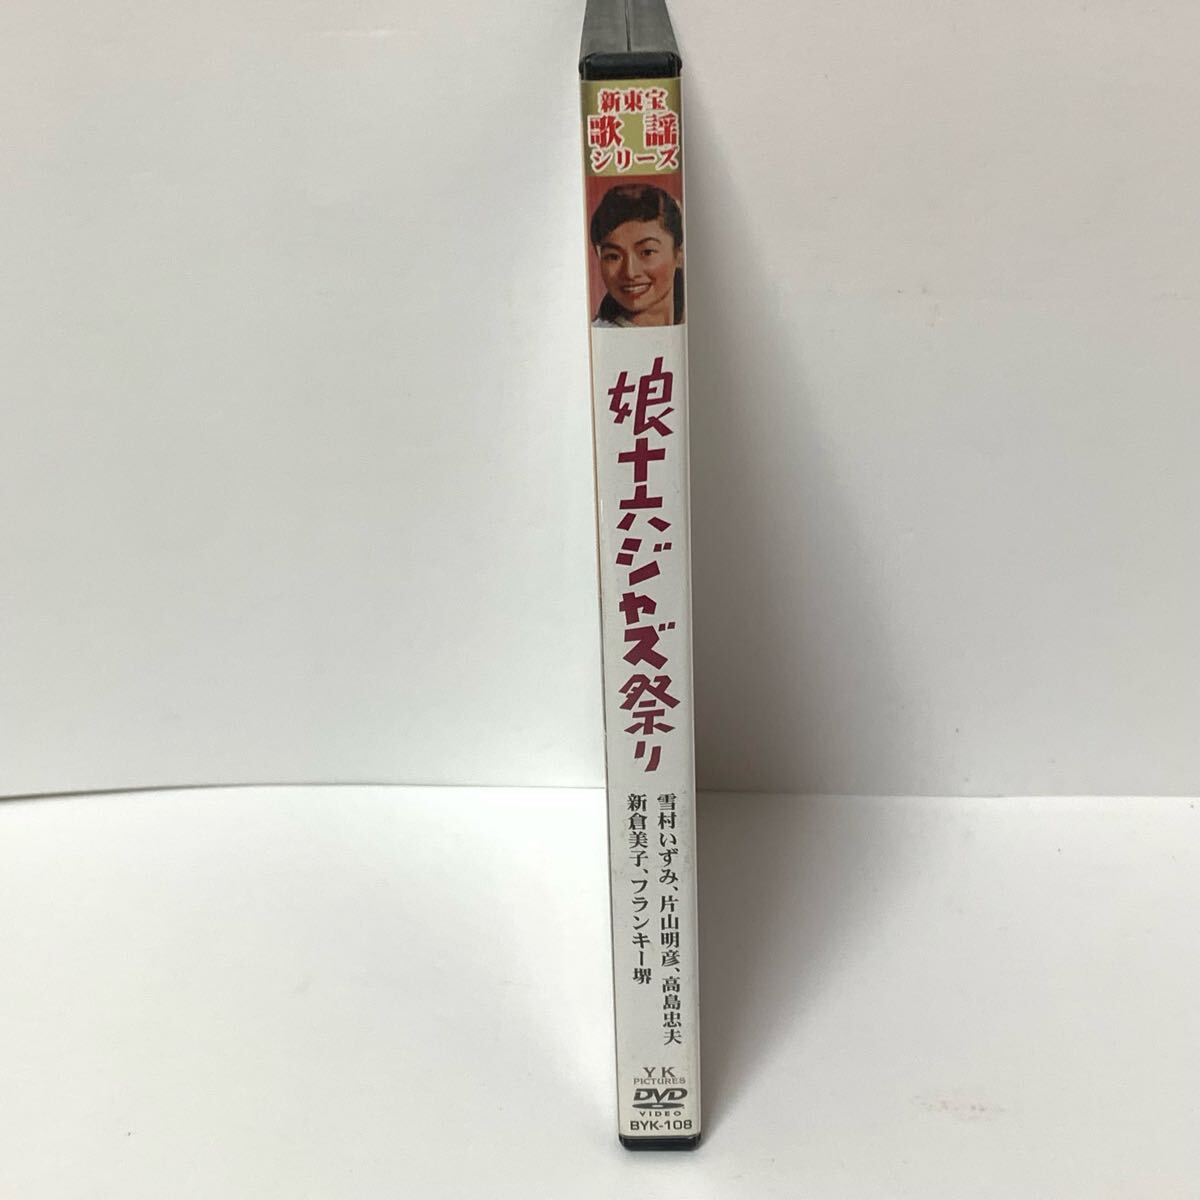 新東宝
歌謡
シリーズ
娘十六ジャズ祭り
雪村いずみ、片山明彦、高島忠夫
新倉美子、フランキー堺
YK
PICTURES
DVD
VIDEO
BYK-108